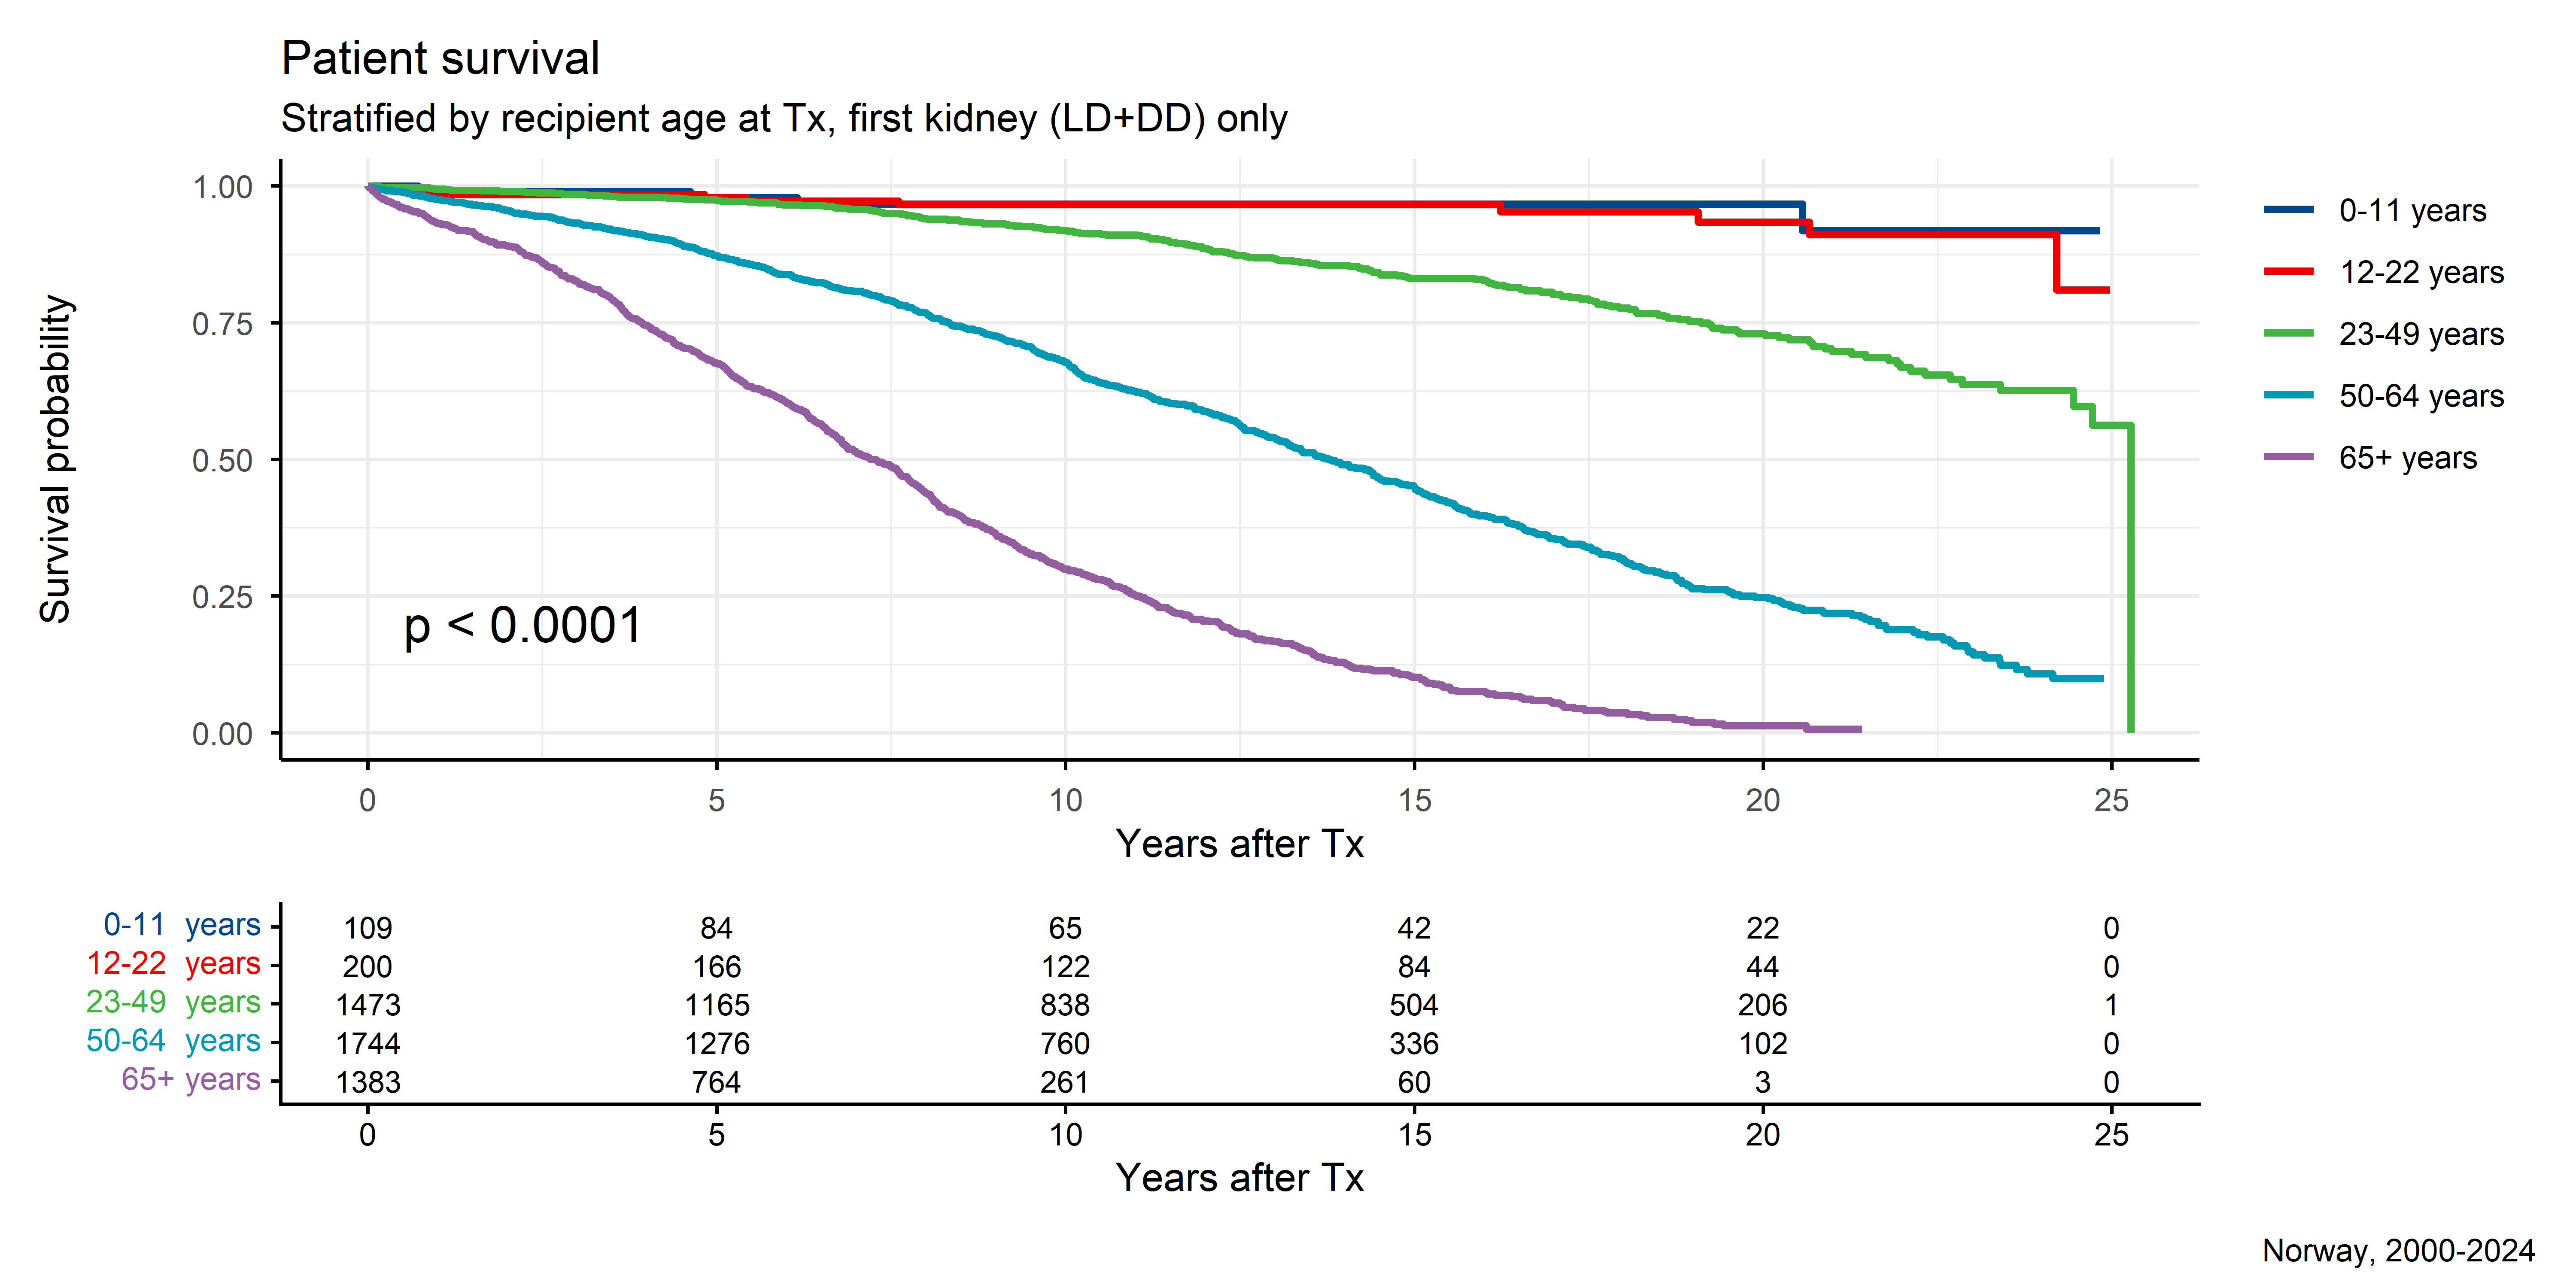 Patient survival
Stratified by recipient age at Tx, first kidney (LD+DD) only
Survival probability
1.00
0.75
0.50
0.25
0.00
p < 0.0001
0 5 10 15 20 25
Years after Tx
0-11 years
12-22 years
23-49 years
50-64 years
65+ years
0-11 years 109 84 65 42 22 0
12-22 years 200 166 122 84 44 0
23-49 years 1473 1165 838 504 206 1
50-64 years 1744 1276 760 336 102 0
65+ years 1383 764 261 60 3 0
0 5 10 15 20 25
Years after Tx
Norway, 2000-2024